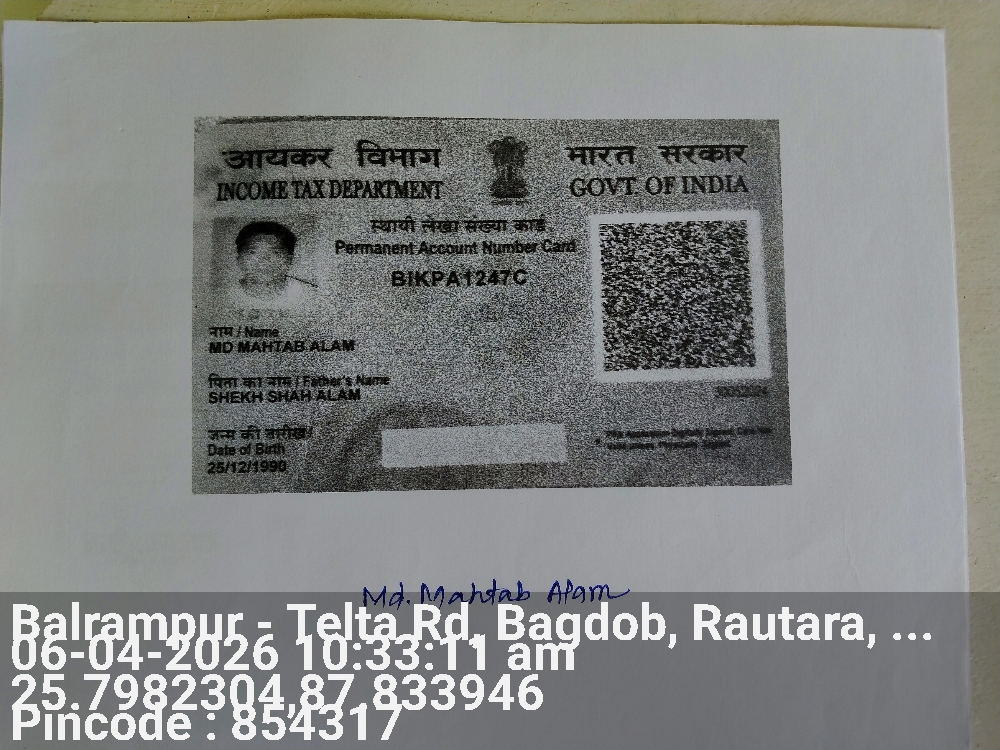 आयकर विभाग
INCOME TAX DEPARTMENT
भारत सरकार
GOVT. OF INDIA
स्थायी लेखा संख्या कार्ड
Permanent Account Number Card
BIKPA1247C
नाम / Name
MD MAHTAB ALAM
पिता का नाम / Father's Name
SHEKH SHAH ALAM
जन्म की तारीख /
Date of Birth
25/12/1990
Md. Mahtab Alam
Balrampur - Telta Rd, Bagdob, Rautara, ...
06-04-2026 10:33:11 am
25.7982304,87.833946
Pincode : 854317